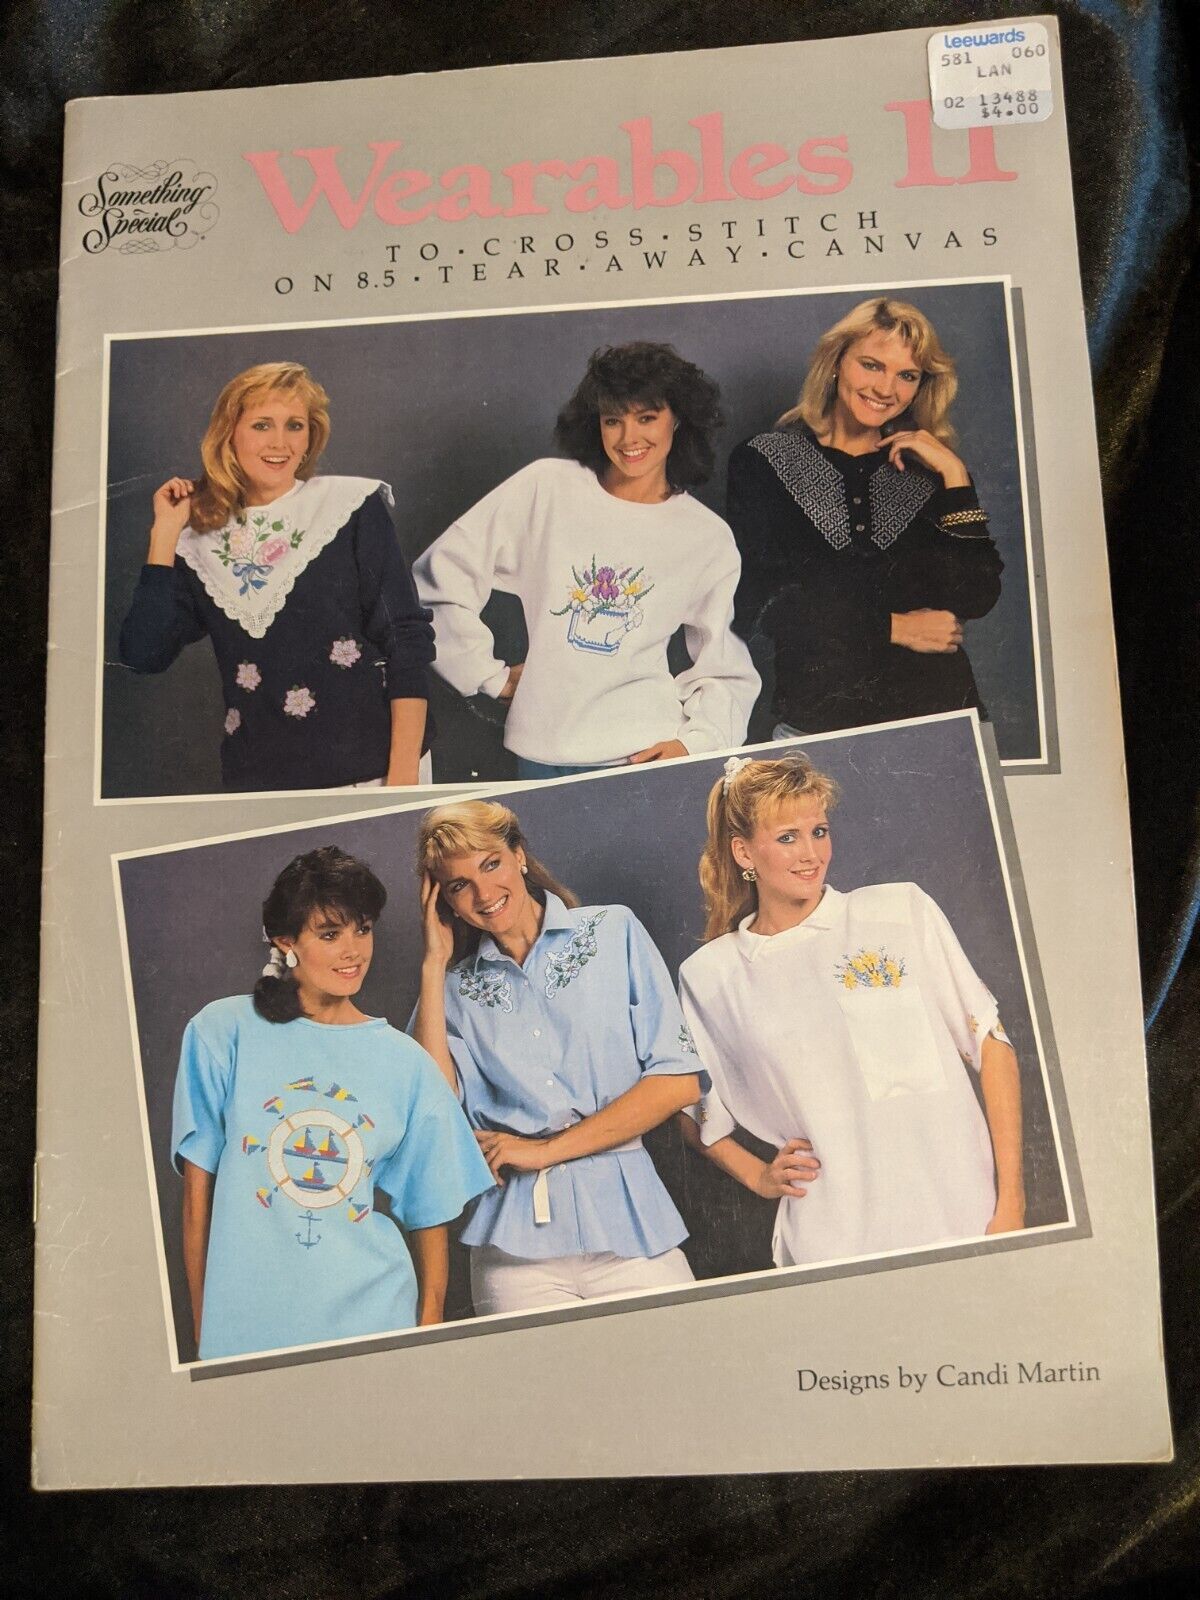 Leewards
581 060
LAN
02 13488
$4.00
Something
Special
Wearables II
TO · CROSS · STITCH
ON 8.5 · TEAR · AWAY · CANVAS
Designs by Candi Martin